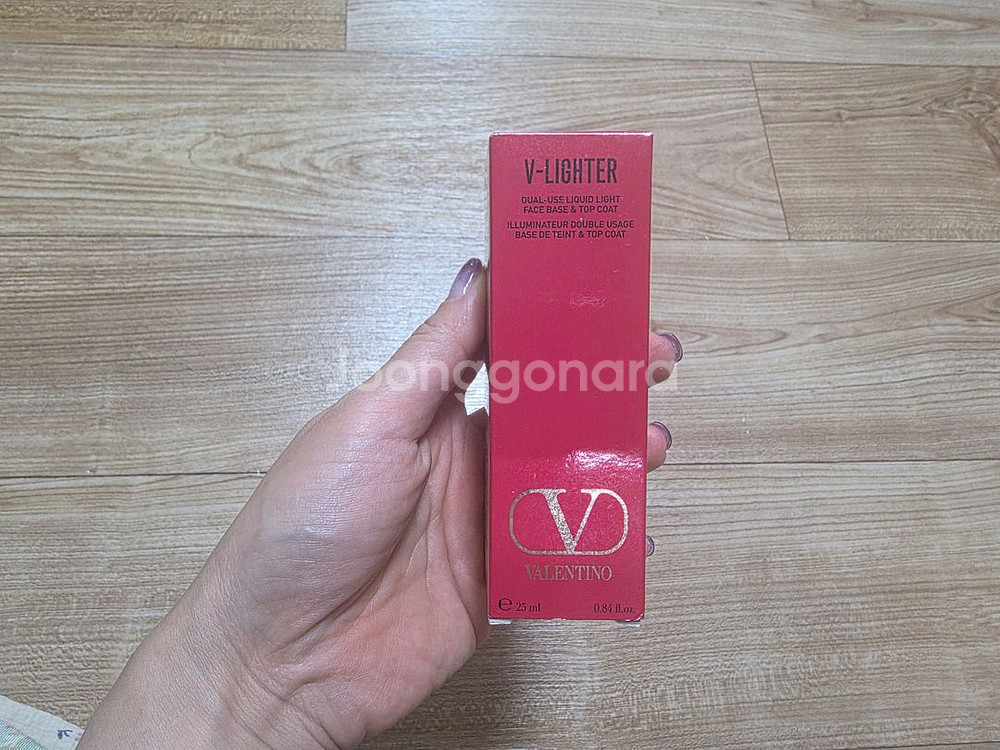 V-LIGHTER
DUAL-USE LIQUID LIGHT
FACE BASE & TOP COAT
ILLUMINATEUR DOUBLE USAGE
BASE DE TEINT & TOP COAT
Joonggonara
V
VALENTINO
℮ 25 ml 0.84 fl.oz.